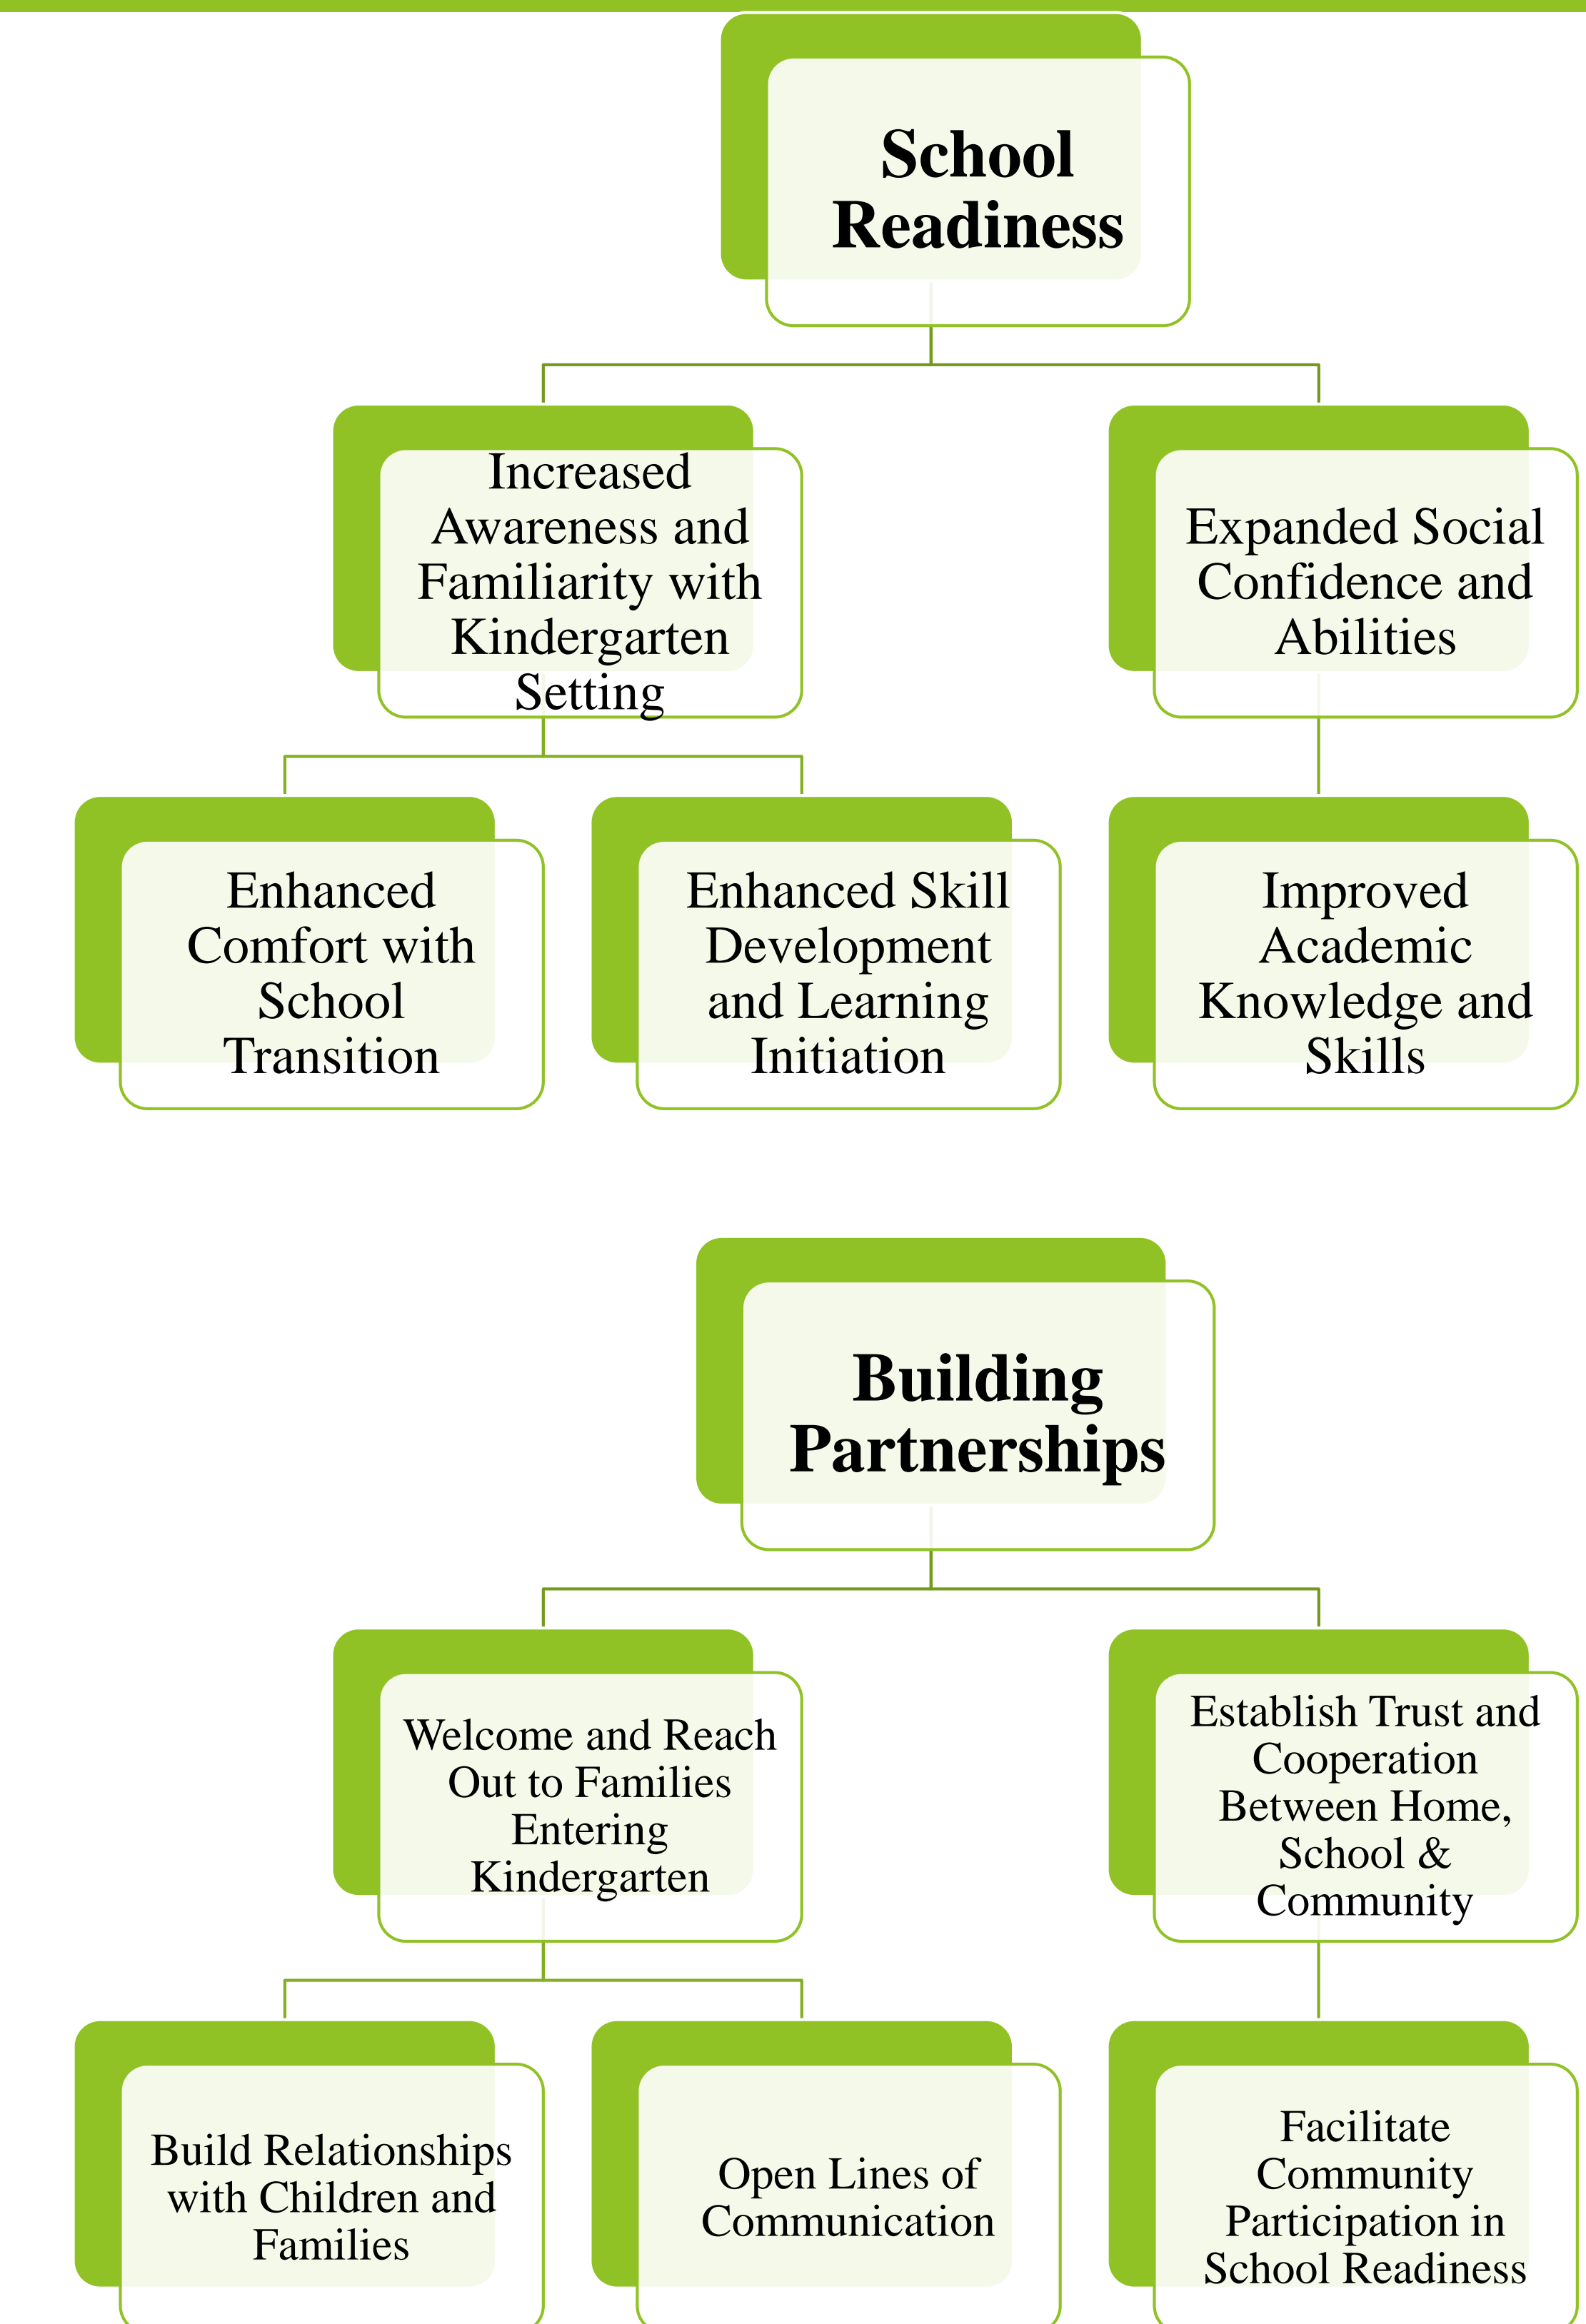 School
Readiness
Increased
Awareness and
Familiarity with
Kindergarten
Setting
Expanded Social
Confidence and
Abilities
Enhanced
Comfort with
School
Transition
Enhanced Skill
Development
and Learning
Initiation
Improved
Academic
Knowledge and
Skills
Building
Partnerships
Welcome and Reach
Out to Families
Entering
Kindergarten
Establish Trust and
Cooperation
Between Home,
School &
Community
Build Relationships
with Children and
Families
Open Lines of
Communication
Facilitate
Community
Participation in
School Readiness